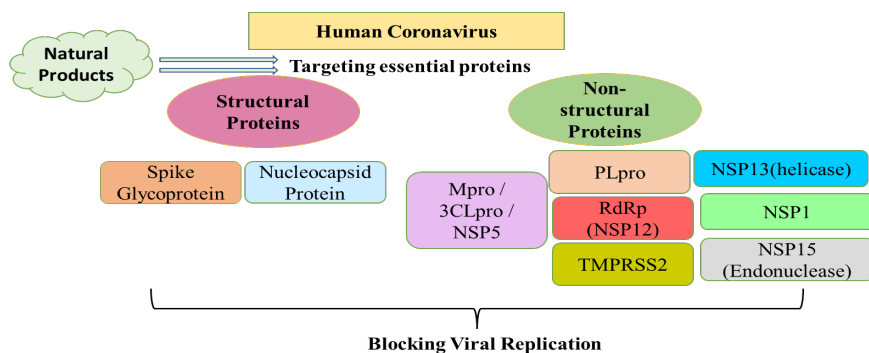 Human Coronavirus
Natural
Products
Targeting essential proteins
Structural
Proteins
Non-
structural
Proteins
Spike
Glycoprotein
Nucleocapsid
Protein
Mpro /
3CLpro /
NSP5
PLpro
RdRp
(NSP12)
TMPRSS2
NSP13(helicase)
NSP1
NSP15
(Endonuclease)
Blocking Viral Replication